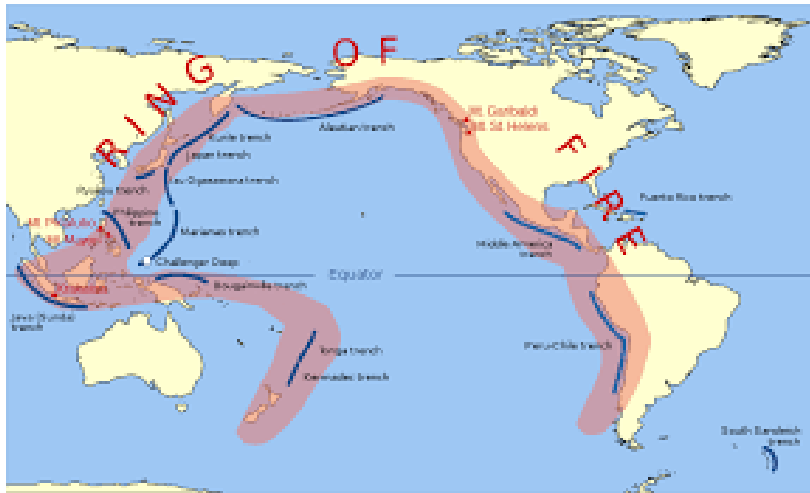 RING OF FIRE
Aleutian trench
Kurile trench
Japan trench
Izu Ogasawara trench
Ryukyu trench
Philippine
trench
Marianas trench
Challenger Deep
Equator
Bougainville trench
Java (Sunda)
trench
Tonga trench
Kermadec trench
Mt Garibaldi
Mt St Helens
Puerto Rico trench
Middle America
trench
Peru-Chile trench
South Sandwich
trench